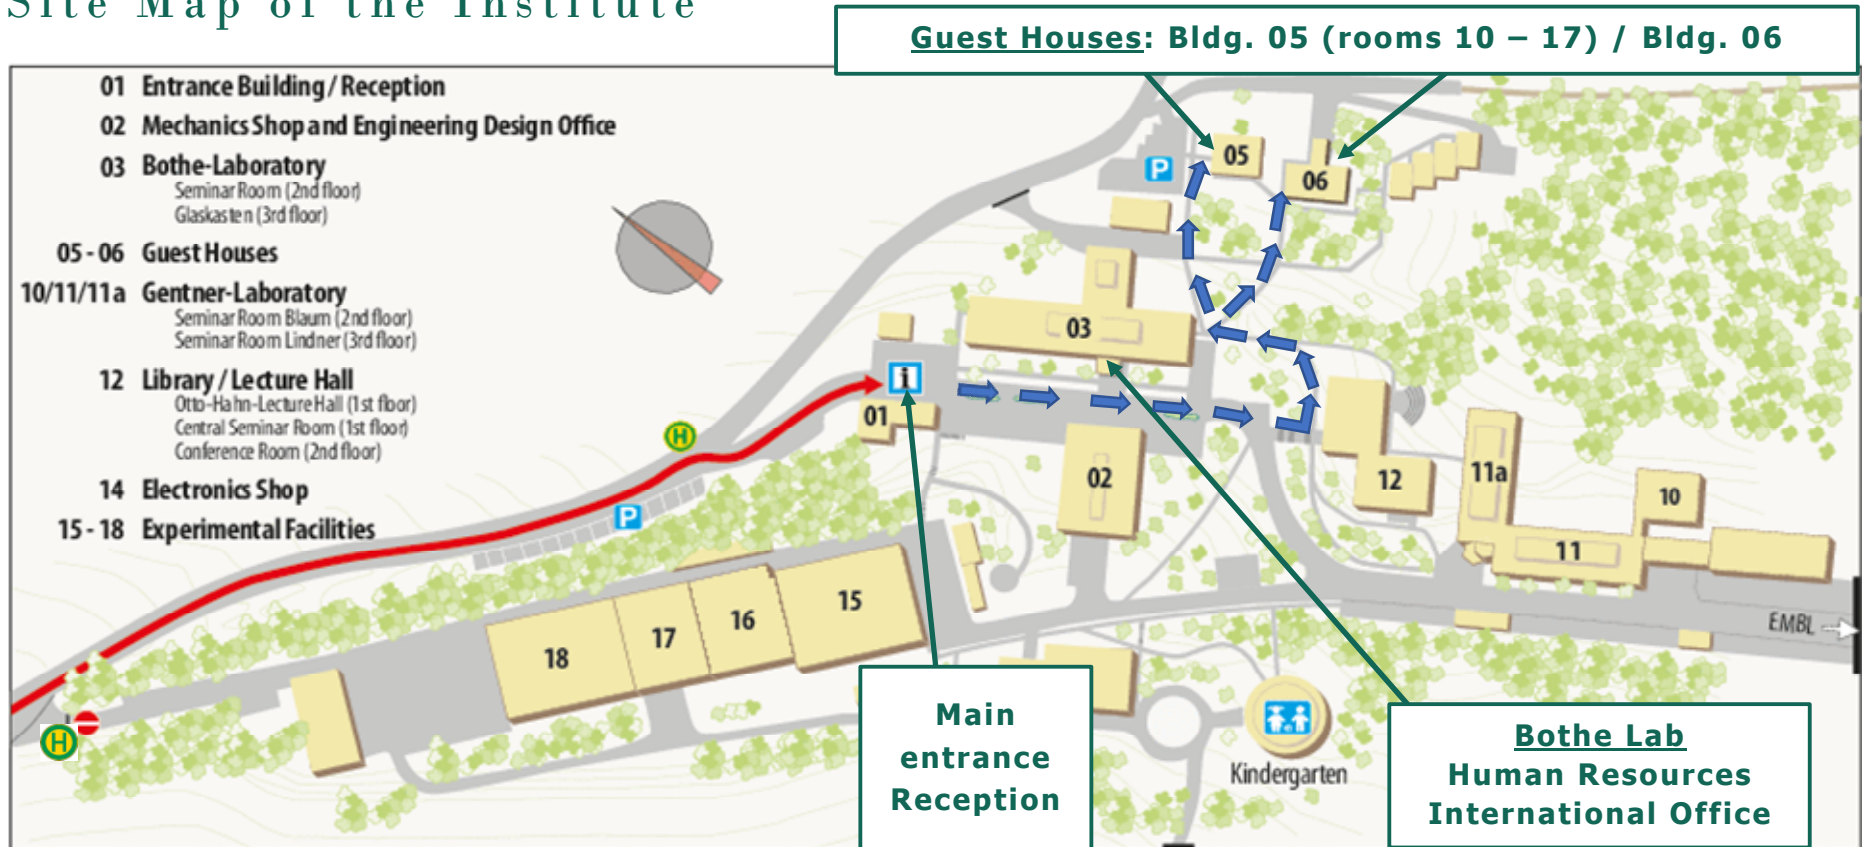 Site Map of the Institute
Guest Houses: Bldg. 05 (rooms 10 – 17) / Bldg. 06
01 Entrance Building / Reception
02 Mechanics Shop and Engineering Design Office
03 Bothe-Laboratory
Seminar Room (2nd floor)
Glaskasten (3rd floor)
05 - 06 Guest Houses
10/11/11a Gentner-Laboratory
Seminar Room Blaum (2nd floor)
Seminar Room Lindner (3rd floor)
12 Library / Lecture Hall
Otto-Hahn-Lecture Hall (1st floor)
Central Seminar Room (1st floor)
Conference Room (2nd floor)
14 Electronics Shop
15 - 18 Experimental Facilities
P
05
06
03
i
01
H
02
12
11a
10
11
P
15
16
17
18
EMBL
H
Kindergarten
Main
entrance
Reception
Bothe Lab
Human Resources
International Office